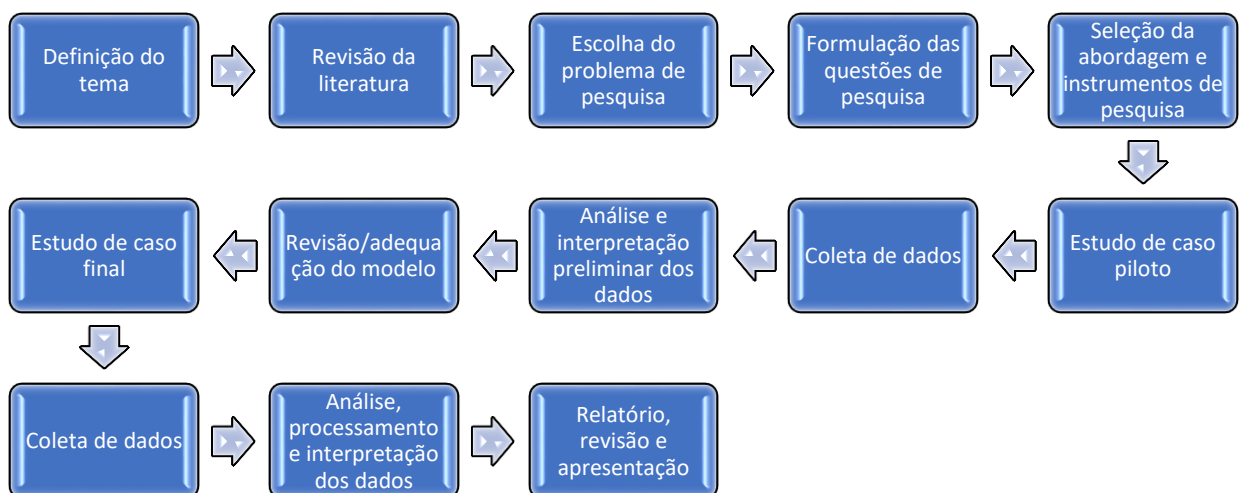 Definição do
tema
Revisão da
literatura
Escolha do
problema de
pesquisa
Formulação das
questões de
pesquisa
Seleção da
abordagem e
instrumentos de
pesquisa
Estudo de caso
piloto
Coleta de dados
Análise e
interpretação
preliminar dos
dados
Revisão/adequa
ção do modelo
Estudo de caso
final
Coleta de dados
Análise,
processamento
e interpretação
dos dados
Relatório,
revisão e
apresentação